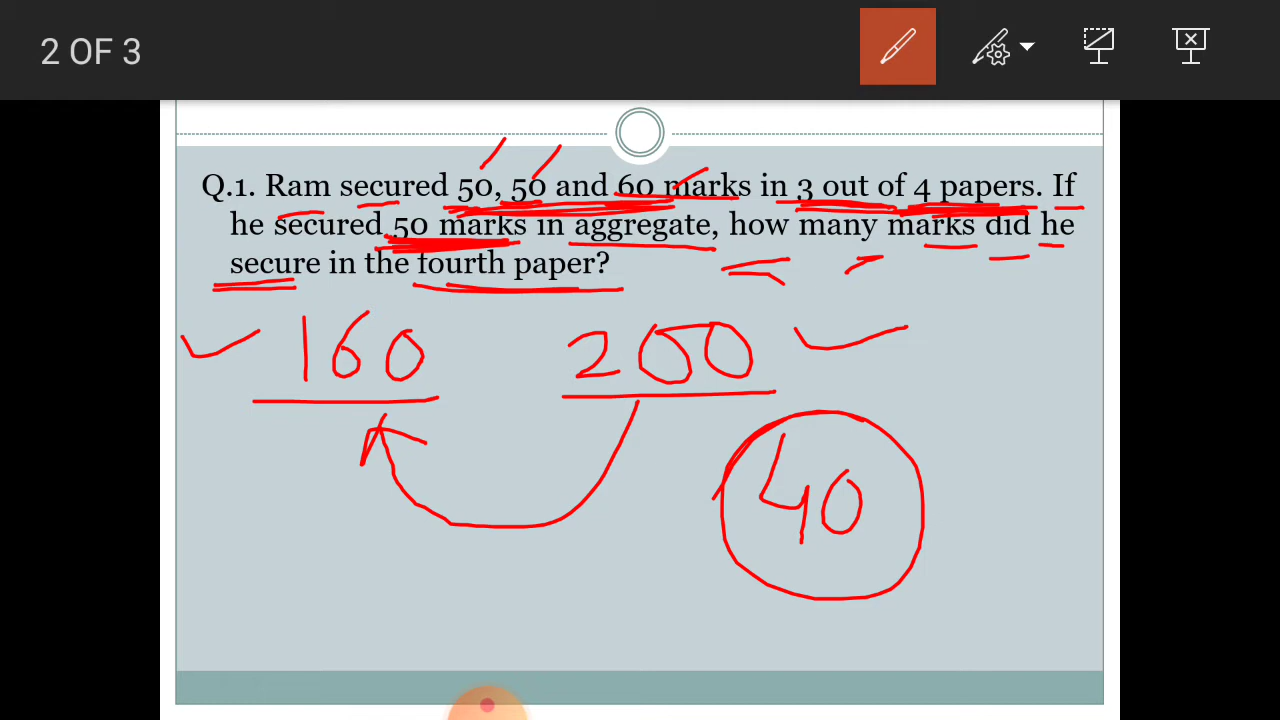 2 OF 3
Q.1. Ram secured 50, 50 and 60 marks in 3 out of 4 papers. If
he secured 50 marks in aggregate, how many marks did he
secure in the fourth paper?
160 200
40